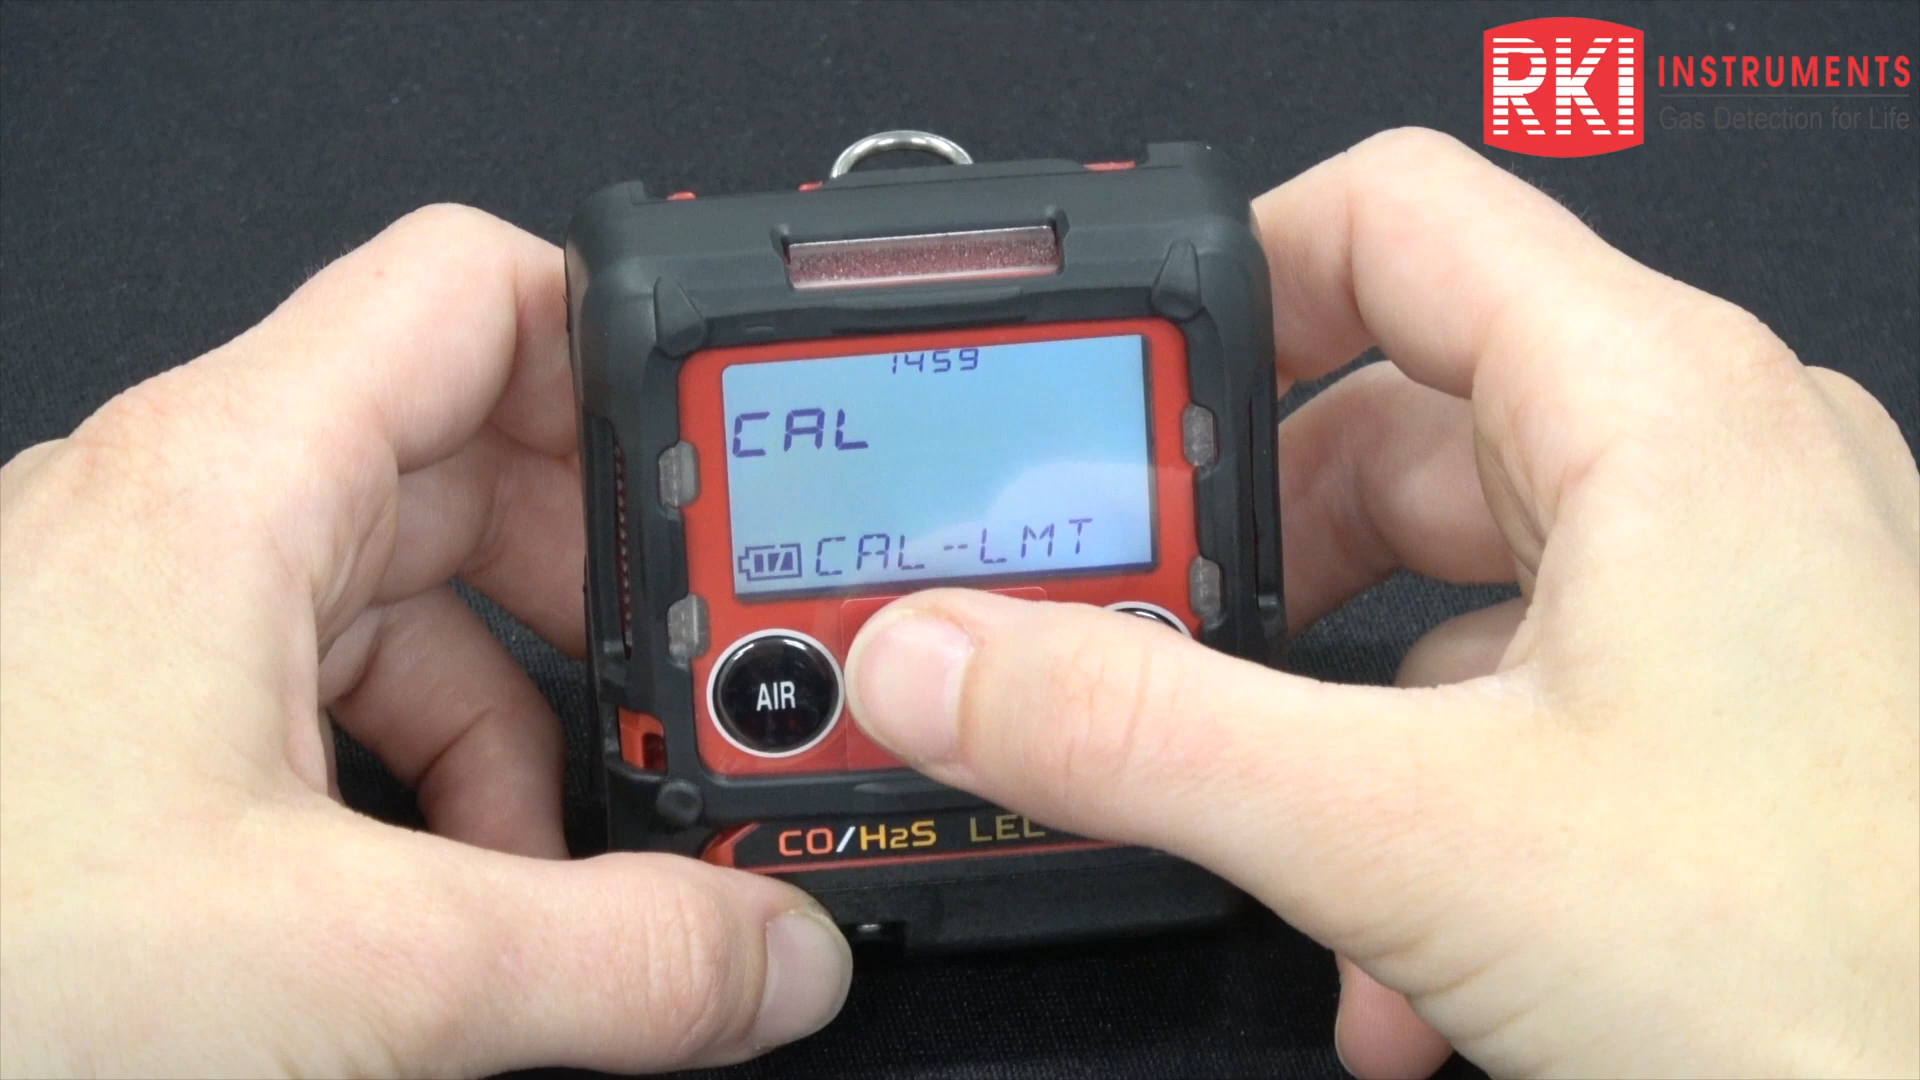 RKI INSTRUMENTS
Gas Detection for Life
1459
CAL
CAL--LMT
AIR
CO/H2S LEL